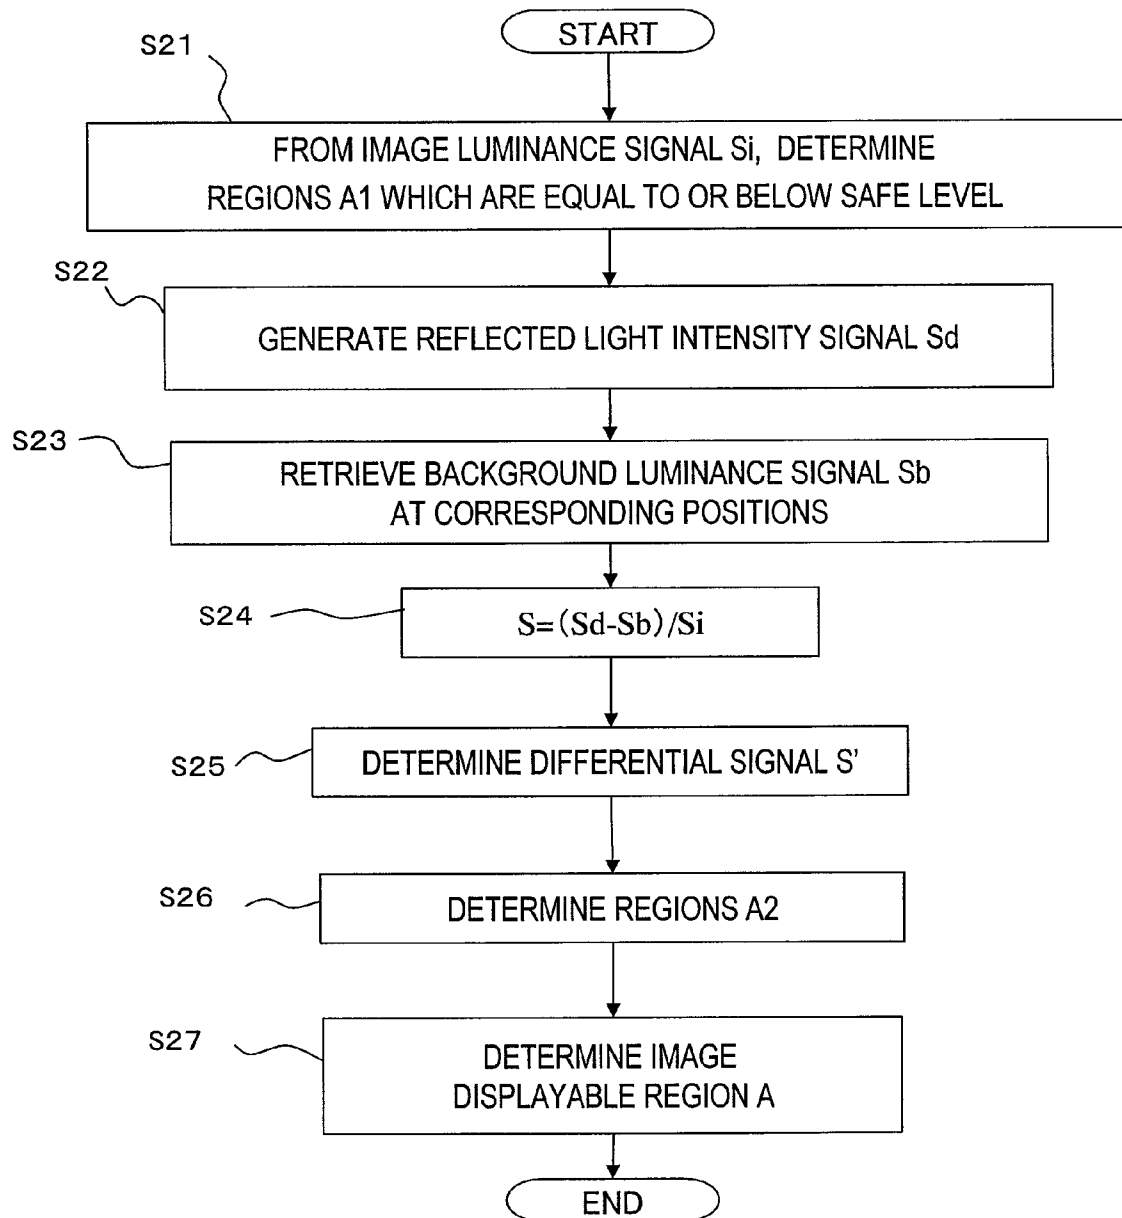 START
S21
FROM IMAGE LUMINANCE SIGNAL Si, DETERMINE
REGIONS A1 WHICH ARE EQUAL TO OR BELOW SAFE LEVEL
S22
GENERATE REFLECTED LIGHT INTENSITY SIGNAL Sd
S23
RETRIEVE BACKGROUND LUMINANCE SIGNAL Sb
AT CORRESPONDING POSITIONS
S24
S=(Sd-Sb)/Si
S25
DETERMINE DIFFERENTIAL SIGNAL S'
S26
DETERMINE REGIONS A2
S27
DETERMINE IMAGE
DISPLAYABLE REGION A
END